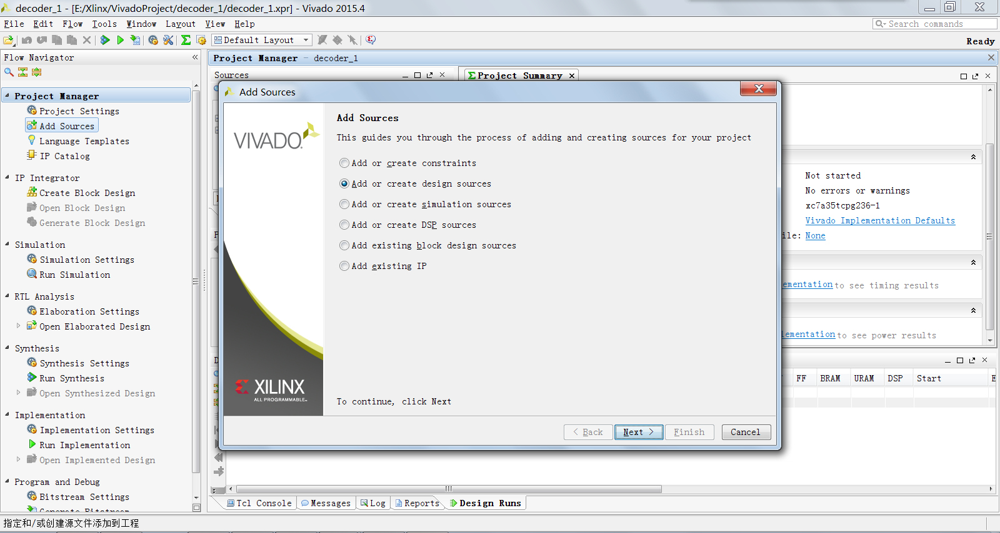 decoder_1 - [E:/Xlinx/VivadoProject/decoder_1/decoder_1.xpr] - Vivado 2015.4
File Edit Flow Tools Window Layout View Help
Search commands
Default Layout
Ready
Flow Navigator
Project Manager
Project Settings
Add Sources
Language Templates
IP Catalog
IP Integrator
Create Block Design
Open Block Design
Generate Block Design
Simulation
Simulation Settings
Run Simulation
RTL Analysis
Elaboration Settings
Open Elaborated Design
Synthesis
Synthesis Settings
Run Synthesis
Open Synthesized Design
Implementation
Implementation Settings
Run Implementation
Open Implemented Design
Program and Debug
Bitstream Settings
Generate Bitstream
Project Manager - decoder_1
Sources
Project Summary
Add Sources
VIVADO
XILINX
ALL PROGRAMMABLE
Add Sources
This guides you through the process of adding and creating sources for your project
Add or create constraints
Add or create design sources
Add or create simulation sources
Add or create DSP sources
Add existing block design sources
Add existing IP
To continue, click Next
< Back
Next >
Finish
Cancel
Not started
No errors or warnings
xc7a35tcpg236-1
Vivado Implementation Defaults
ile: None
ementation to see timing results
lementation to see power results
FF BRAM URAM DSP Start E
Tcl Console Messages Log Reports Design Runs
指定和/或创建源文件添加到工程